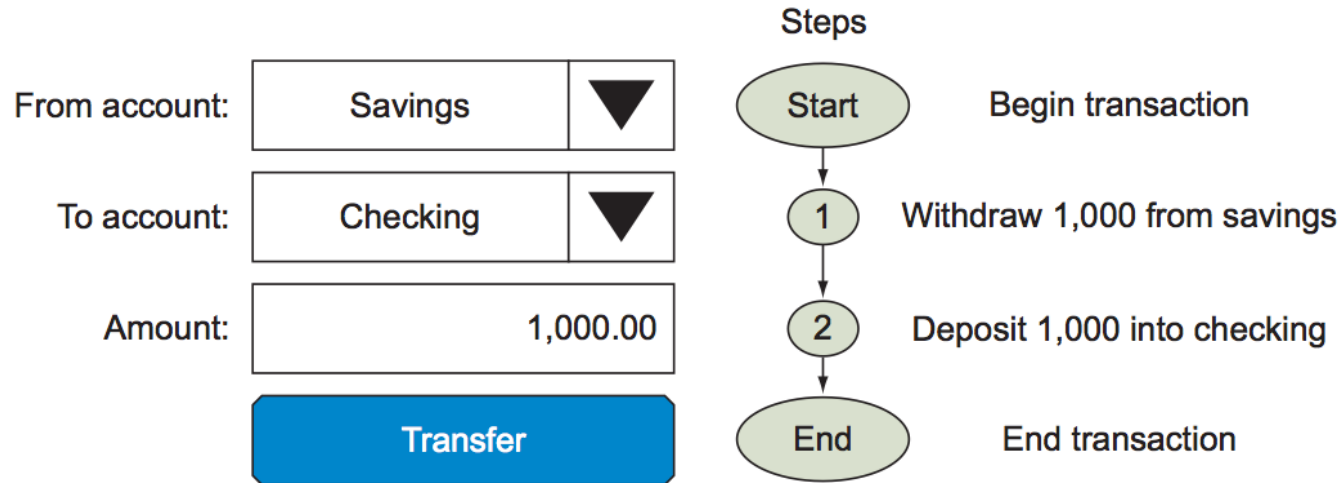 Steps
From account: Savings Start Begin transaction
To account: Checking 1 Withdraw 1,000 from savings
Amount: 1,000.00 2 Deposit 1,000 into checking
Transfer End End transaction